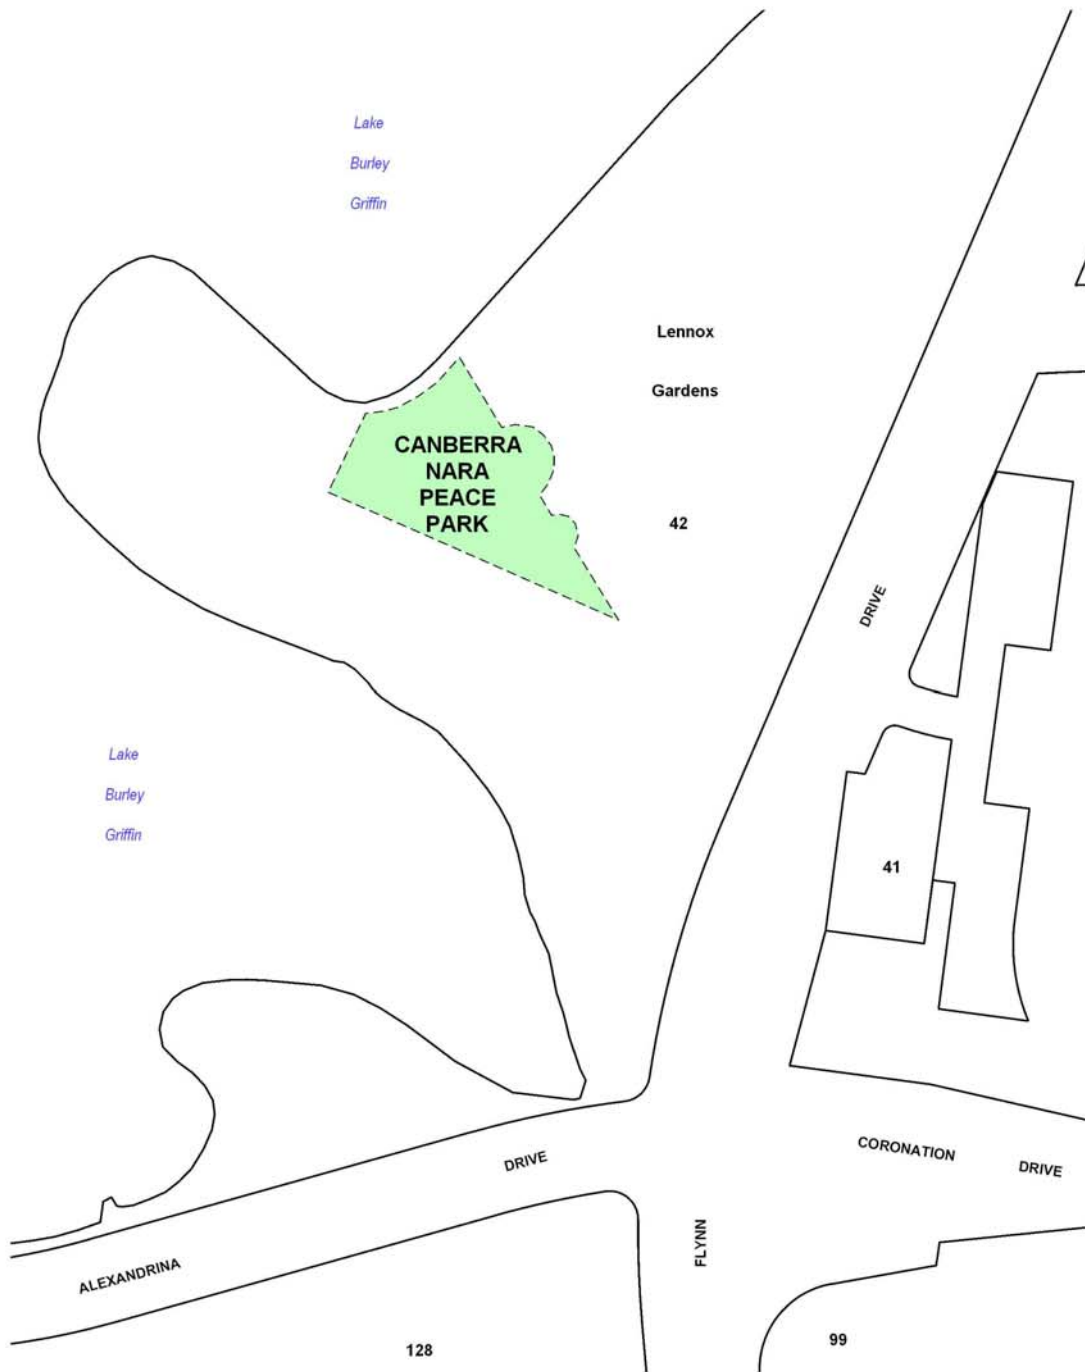 Lake
Burley
Griffin
Lennox
Gardens
CANBERRA
NARA
PEACE
PARK
42
DRIVE
Lake
Burley
Griffin
41
DRIVE
CORONATION
DRIVE
FLYNN
ALEXANDRINA
128
99